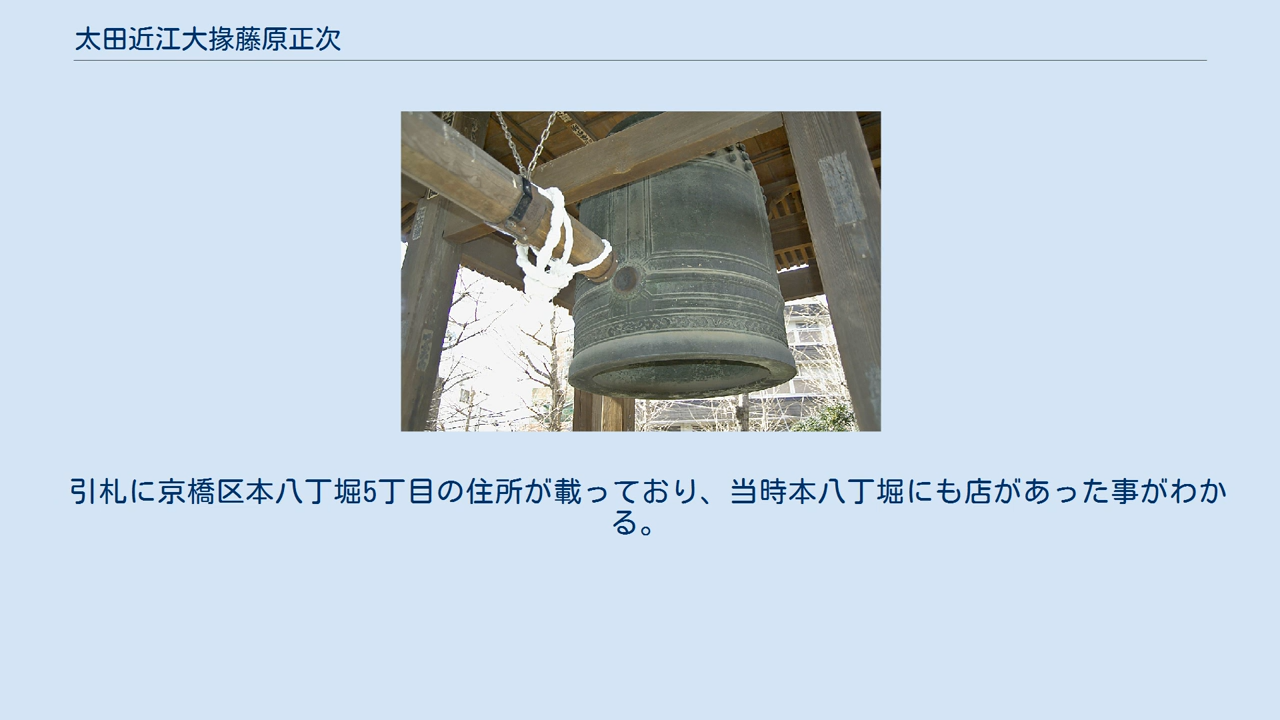 太田近江大掾藤原正次
引札に京橋区本八丁堀5丁目の住所が載っており、当時本八丁堀にも店があった事がわか
る。